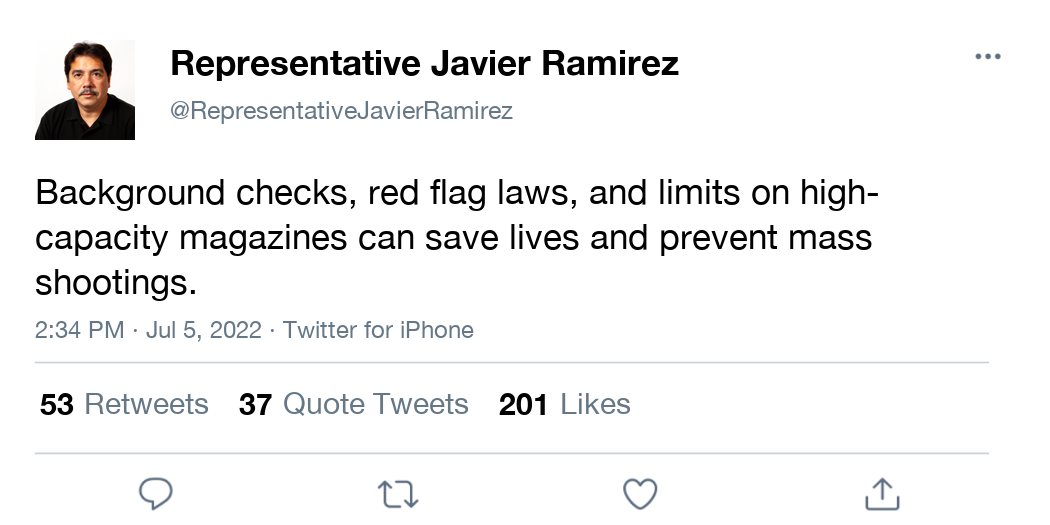 Representative Javier Ramirez
@RepresentativeJavierRamirez
Background checks, red flag laws, and limits on high-
capacity magazines can save lives and prevent mass
shootings.
2:34 PM · Jul 5, 2022 · Twitter for iPhone
53 Retweets 37 Quote Tweets 201 Likes